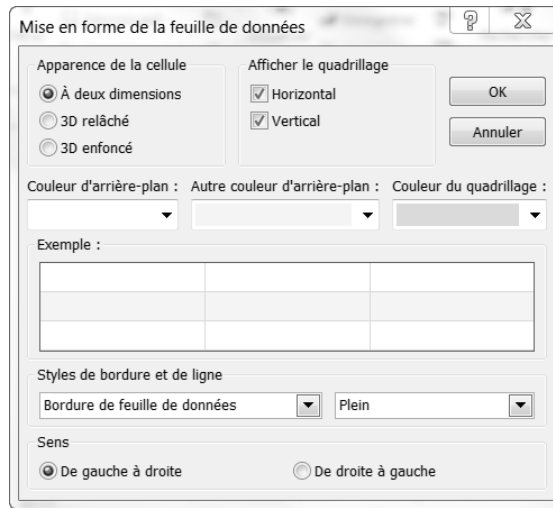 Mise en forme de la feuille de données
Apparence de la cellule
À deux dimensions
3D relâché
3D enfoncé
Afficher le quadrillage
Horizontal
Vertical
OK
Annuler
Couleur d'arrière-plan : Autre couleur d'arrière-plan : Couleur du quadrillage :
Exemple :
Styles de bordure et de ligne
Bordure de feuille de données Plein
Sens
De gauche à droite De droite à gauche